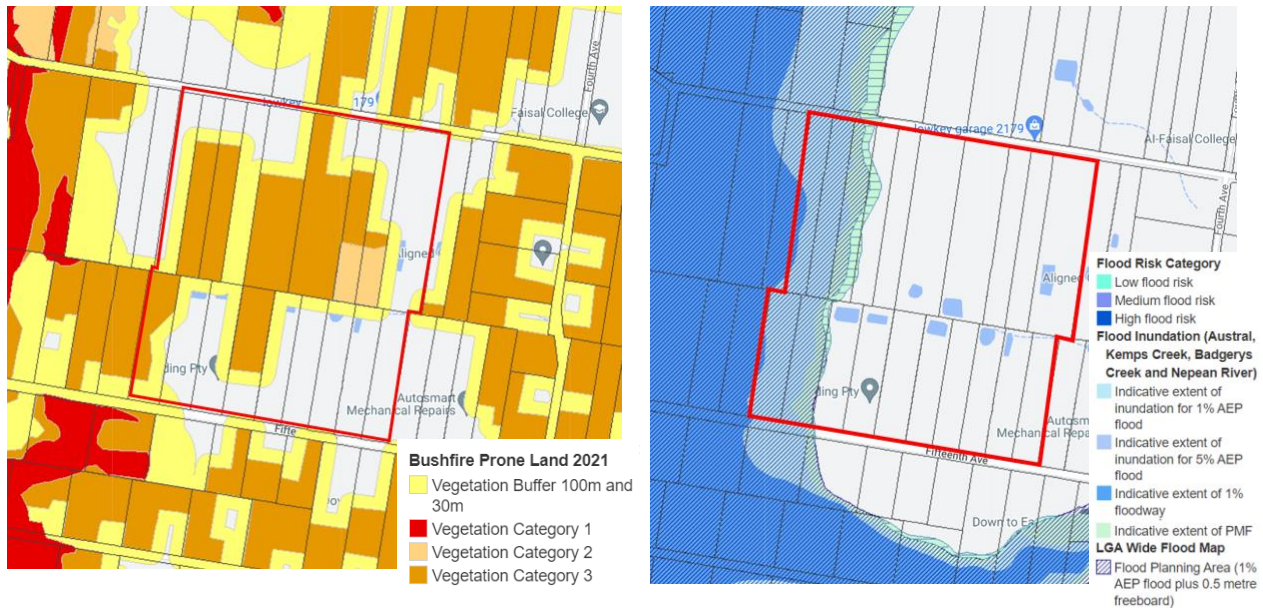 Fourth Ave
lowkey
179
Faisal College
Aligned
ding Pty
Autosmart
Mechanical Repairs
Fiftee
Bushfire Prone Land 2021
Vegetation Buffer 100m and
30m
Vegetation Category 1
Vegetation Category 2
Vegetation Category 3
lowkey garage 2179
Al-Faisal College
Fourth Ave
Aligned
ding Pty
Autosm
Mechanical Repa
Fifteenth Ave
Down to Ea
Flood Risk Category
Low flood risk
Medium flood risk
High flood risk
Flood Inundation (Austral,
Kemps Creek, Badgerys
Creek and Nepean River)
Indicative extent of
inundation for 1% AEP
flood
Indicative extent of
inundation for 5% AEP
flood
Indicative extent of 1%
floodway
Indicative extent of PMF
LGA Wide Flood Map
Flood Planning Area (1%
AEP flood plus 0.5 metre
freeboard)